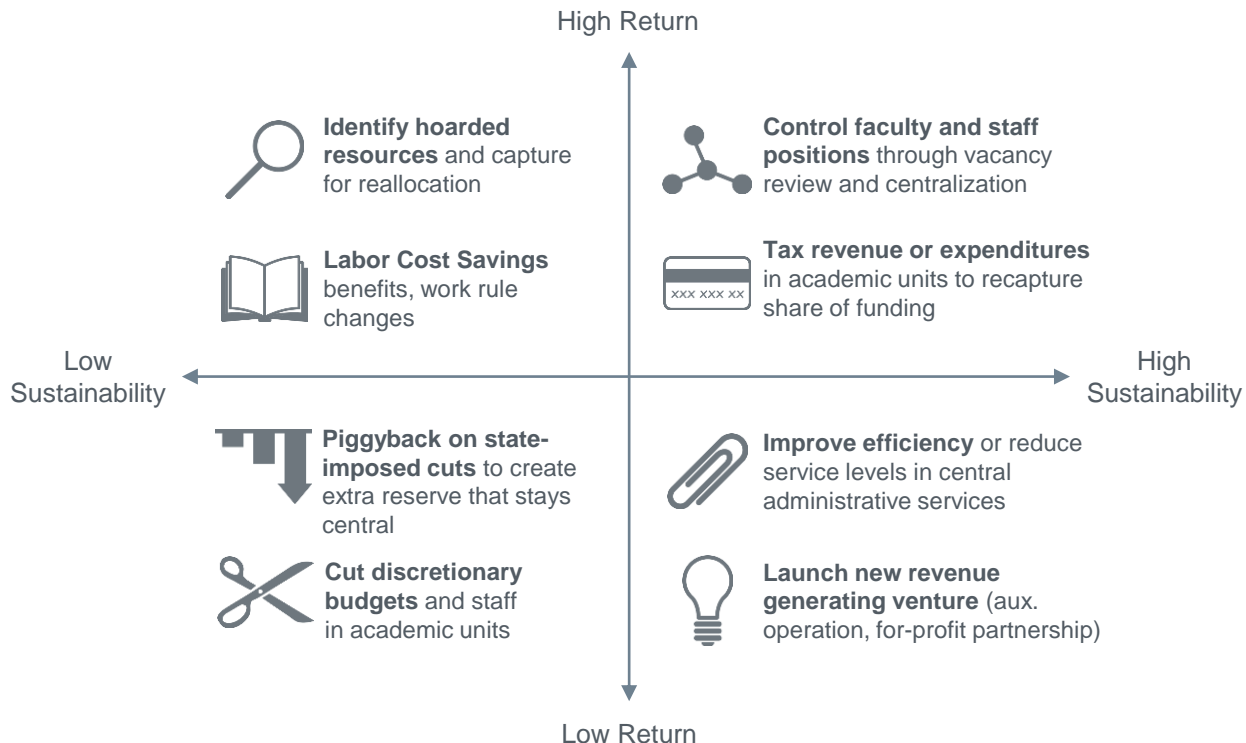 High Return
Identify hoarded
resources and capture
for reallocation
Control faculty and staff
positions through vacancy
review and centralization
Labor Cost Savings
benefits, work rule
changes
Tax revenue or expenditures
in academic units to recapture
share of funding
xxx xxx xx
Low
Sustainability
High
Sustainability
Piggyback on state-
imposed cuts to create
extra reserve that stays
central
Improve efficiency or reduce
service levels in central
administrative services
Cut discretionary
budgets and staff
in academic units
Launch new revenue
generating venture (aux.
operation, for-profit partnership)
Low Return